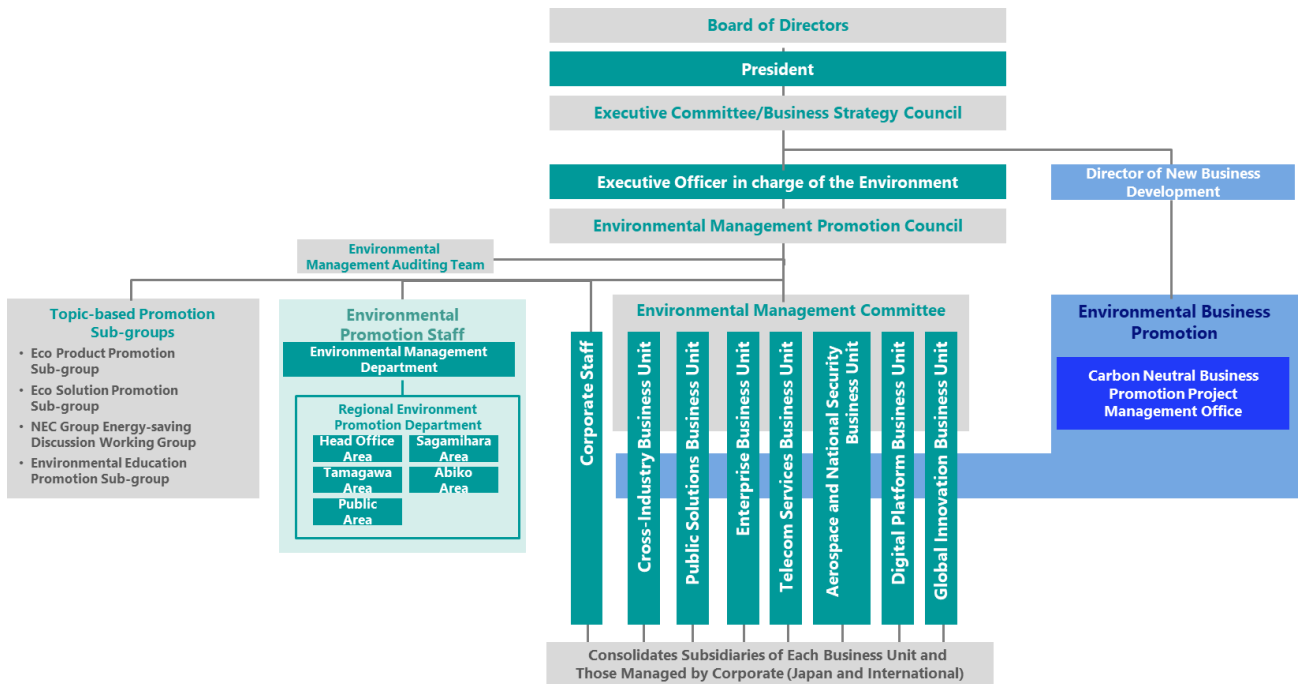 Board of Directors
President
Executive Committee/Business Strategy Council
Executive Officer in charge of the Environment
Director of New Business
Development
Environmental Management Promotion Council
Environmental
Management Auditing Team
Topic-based Promotion
Sub-groups
• Eco Product Promotion
Sub-group
• Eco Solution Promotion
Sub-group
• NEC Group Energy-saving
Discussion Working Group
• Environmental Education
Promotion Sub-group
Environmental
Promotion Staff
Environmental Management
Department
Regional Environment
Promotion Department
Head Office
Area
Sagamihara
Area
Tamagawa
Area
Abiko
Area
Public
Area
Corporate Staff
Environmental Management Committee
Cross-Industry Business Unit
Public Solutions Business Unit
Enterprise Business Unit
Telecom Services Business Unit
Aerospace and National Security
Business Unit
Digital Platform Business Unit
Global Innovation Business Unit
Environmental Business
Promotion
Carbon Neutral Business
Promotion Project
Management Office
Consolidates Subsidiaries of Each Business Unit and
Those Managed by Corporate (Japan and International)